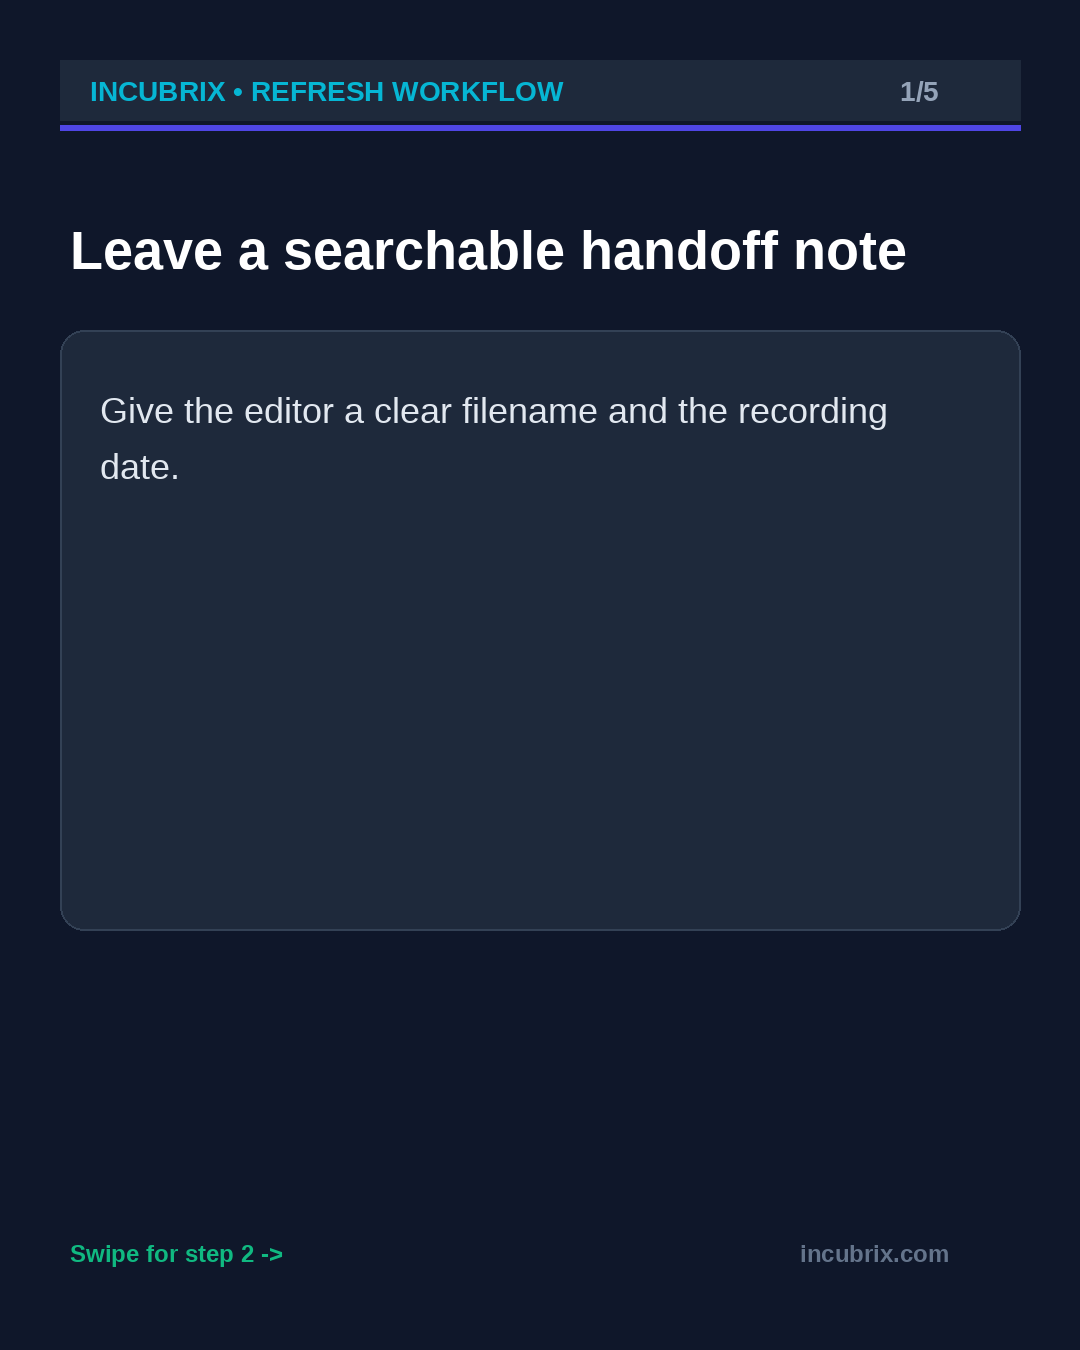 INCUBRIX • REFRESH WORKFLOW 1/5
Leave a searchable handoff note
Give the editor a clear filename and the recording
date.
Swipe for step 2 -> incubrix.com